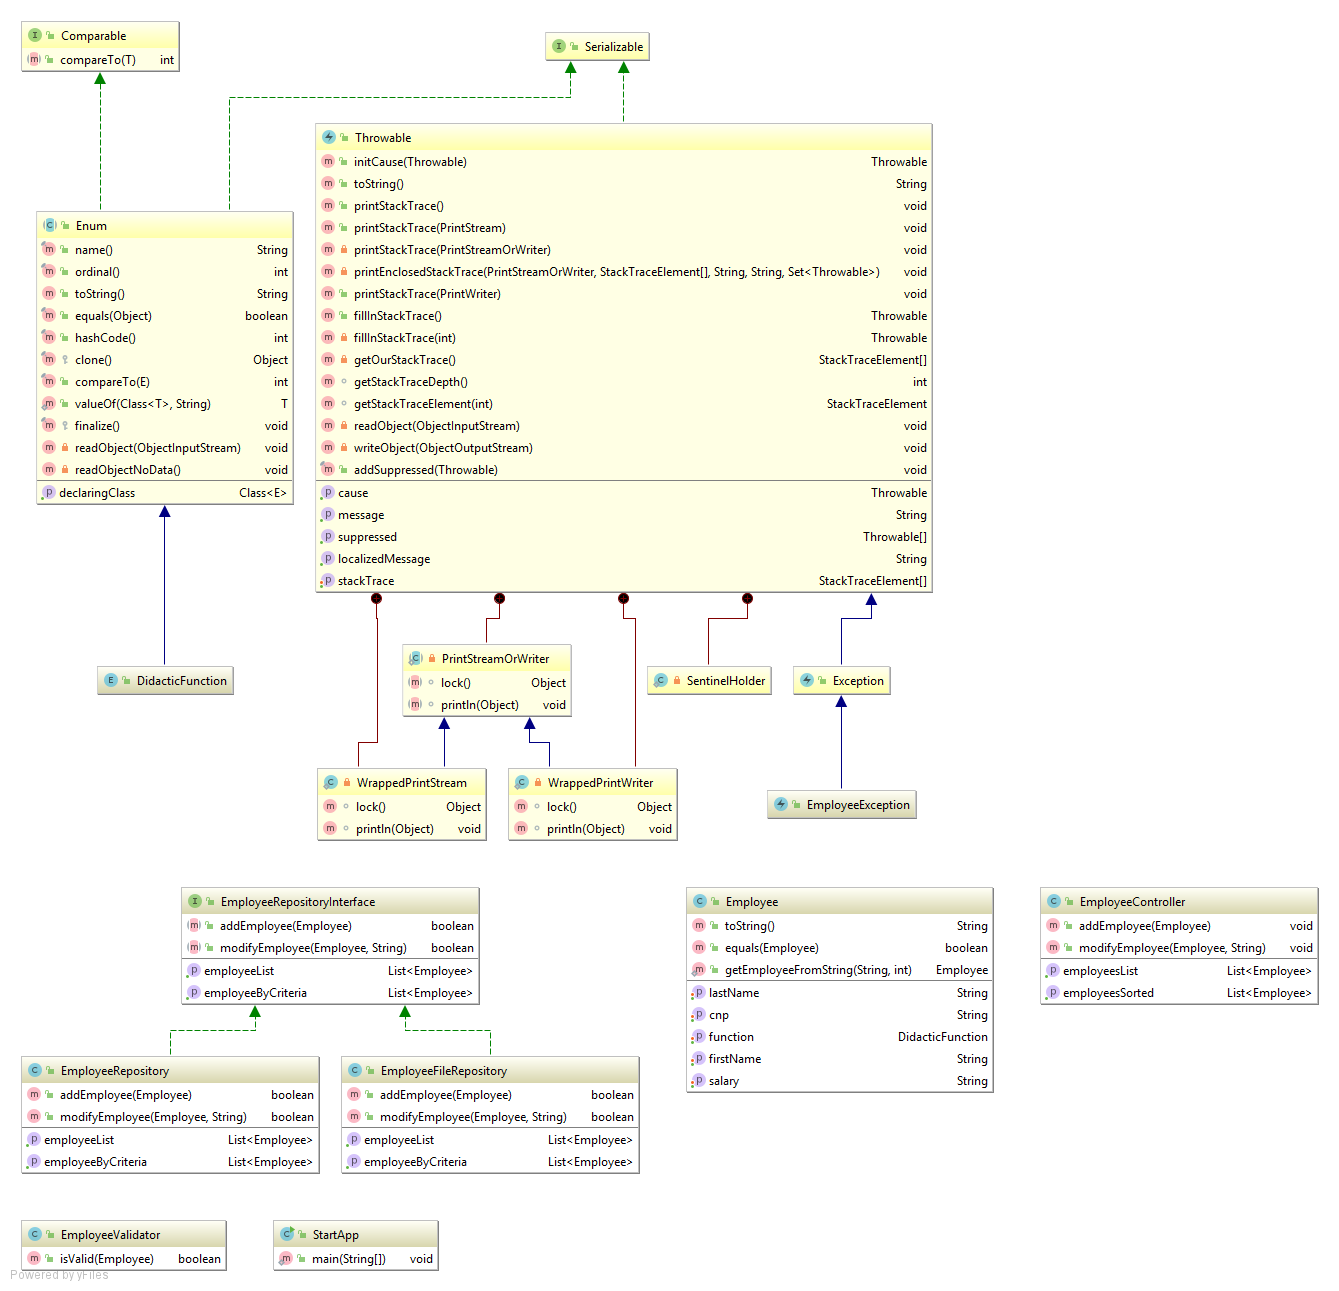 Comparable
compareTo(T) int
Serializable
Throwable
initCause(Throwable) Throwable
toString() String
printStackTrace() void
printStackTrace(PrintStream) void
printStackTrace(PrintStreamOrWriter) void
printEnclosedStackTrace(PrintStreamOrWriter, StackTraceElement[], String, String, Set<Throwable>) void
printStackTrace(PrintWriter) void
fillInStackTrace() Throwable
fillInStackTrace(int) Throwable
getOurStackTrace() StackTraceElement[]
getStackTraceDepth() int
getStackTraceElement(int) StackTraceElement
readObject(ObjectInputStream) void
writeObject(ObjectOutputStream) void
addSuppressed(Throwable) void
cause Throwable
message String
suppressed Throwable[]
localizedMessage String
stackTrace StackTraceElement[]
Enum
name() String
ordinal() int
toString() String
equals(Object) boolean
hashCode() int
clone() Object
compareTo(E) int
valueOf(Class<T>, String) T
finalize() void
readObject(ObjectInputStream) void
readObjectNoData() void
declaringClass Class<E>
DidacticFunction
PrintStreamOrWriter
lock() Object
println(Object) void
SentinelHolder
Exception
WrappedPrintStream
lock() Object
println(Object) void
WrappedPrintWriter
lock() Object
println(Object) void
EmployeeException
EmployeeRepositoryInterface
addEmployee(Employee) boolean
modifyEmployee(Employee, String) boolean
employeeList List<Employee>
employeeByCriteria List<Employee>
Employee
toString() String
equals(Employee) boolean
getEmployeeFromString(String, int) Employee
lastName String
cnp String
function DidacticFunction
firstName String
salary String
EmployeeController
addEmployee(Employee) void
modifyEmployee(Employee, String) void
employeesList List<Employee>
employeesSorted List<Employee>
EmployeeRepository
addEmployee(Employee) boolean
modifyEmployee(Employee, String) boolean
employeeList List<Employee>
employeeByCriteria List<Employee>
EmployeeFileRepository
addEmployee(Employee) boolean
modifyEmployee(Employee, String) boolean
employeeList List<Employee>
employeeByCriteria List<Employee>
EmployeeValidator
isValid(Employee) boolean
StartApp
main(String[]) void
Powered by yFiles